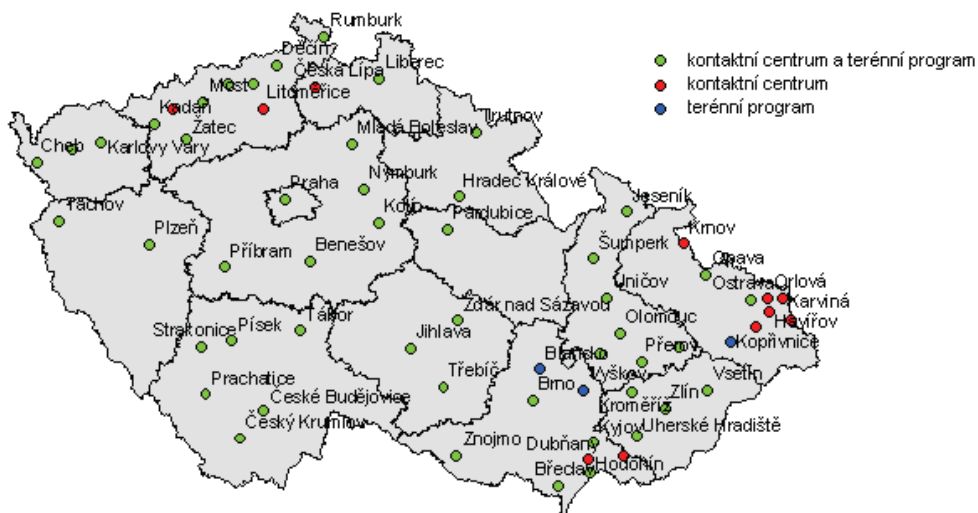 Rumburk
Děčín
Liberec
Česká Lípa
Most
Litoměřice
Kadaň
Žatec
Cheb
Karlovy Vary
Mladá Boleslav
Trutnov
Nymburk
Praha
Hradec Králové
Kolín
Pardubice
Tachov
Plzeň
Příbram
Benešov
Jeseník
Krnov
Šumperk
Opava
Uničov
Ostrava
Orlová
Karviná
Havířov
Kopřivnice
Olomouc
Přerov
Žďár nad Sázavou
Jihlava
Třebíč
Strakonice
Písek
Tábor
Prachatice
České Budějovice
Český Krumlov
Blansko
Vyškov
Brno
Vsetín
Zlín
Kroměříž
Kyjov
Uherské Hradiště
Znojmo
Dubňany
Hodonín
Břeclav
kontaktní centrum a terénní program
kontaktní centrum
terénní program